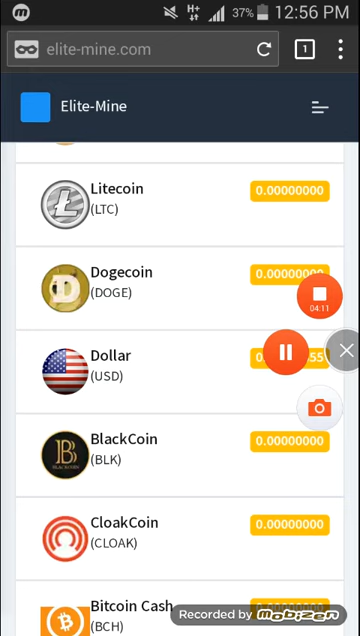 H+
37%
12:56 PM
elite-mine.com
1
Elite-Mine
Litecoin
0.00000000
(LTC)
Dogecoin
(DOGE)
04:11
Dollar
(USD)
BlackCoin
0.00000000
(BLK)
BLACKCOIN
CloakCoin
0.00000000
(CLOAK)
Bitcoin Cash
(BCH)
Recorded by mobizen